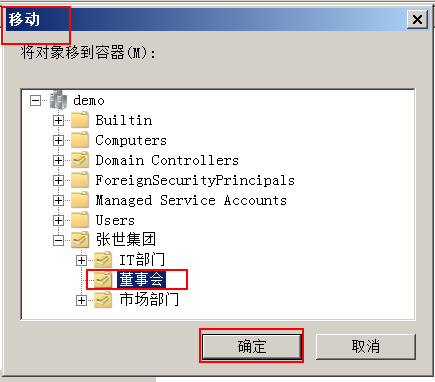 移动
将对象移到容器(M):
demo
Builtin
Computers
Domain Controllers
ForeignSecurityPrincipals
Managed Service Accounts
Users
张世集团
IT部门
董事会
市场部门
确定 取消